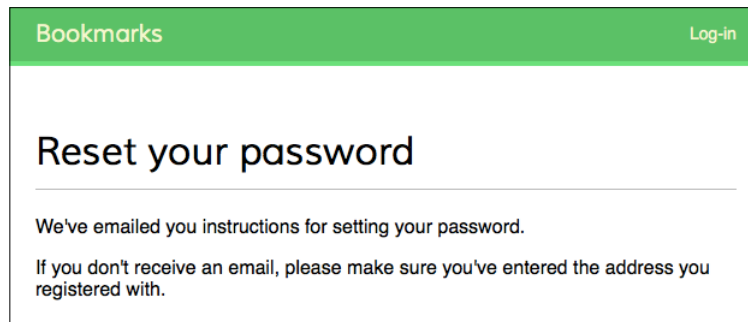 Bookmarks
Log-in
Reset your password
We've emailed you instructions for setting your password.
If you don't receive an email, please make sure you've entered the address you
registered with.